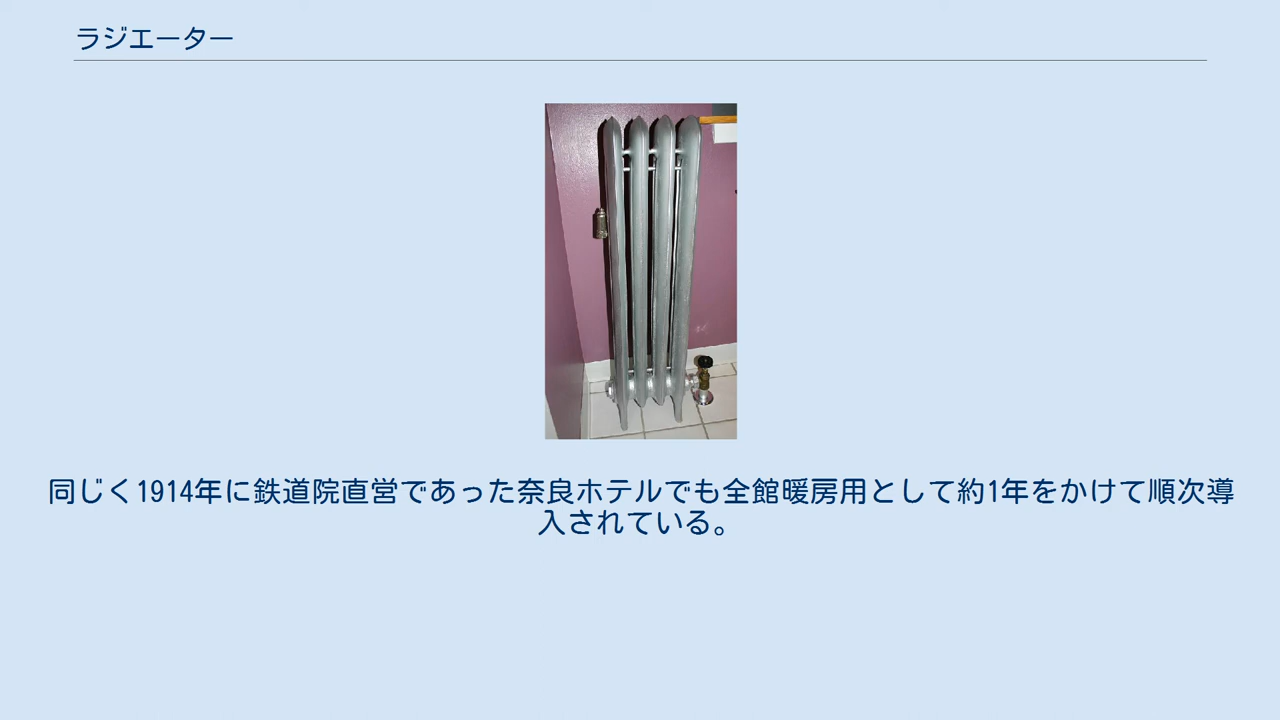 ラジエーター
同じく1914年に鉄道院直営であった奈良ホテルでも全館暖房用として約1年をかけて順次導
入されている。